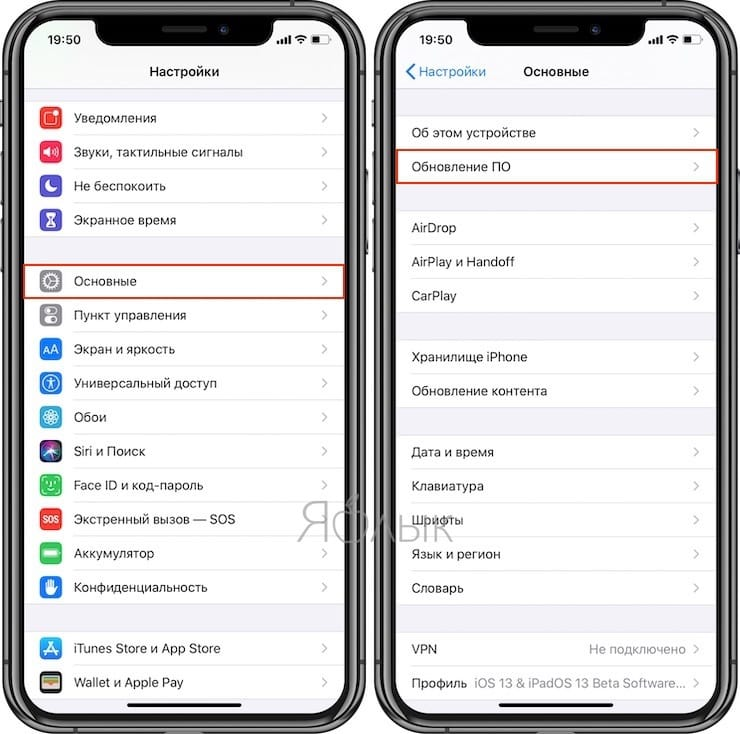 19:50
Настройки
Уведомления
Звуки, тактильные сигналы
Не беспокоить
Экранное время
Основные
Пункт управления
AA
Экран и яркость
Универсальный доступ
Обои
Siri и Поиск
Face ID и код-пароль
SOS
Экстренный вызов — SOS
Аккумулятор
Конфиденциальность
iTunes Store и App Store
Wallet и Apple Pay
19:50
Настройки
Основные
Об этом устройстве
Обновление ПО
AirDrop
AirPlay и Handoff
CarPlay
Хранилище iPhone
Обновление контента
Дата и время
Клавиатура
Шрифты
Язык и регион
Словарь
VPN
Не подключено
Профиль
iOS 13 & iPadOS 13 Beta Software...
Яблык